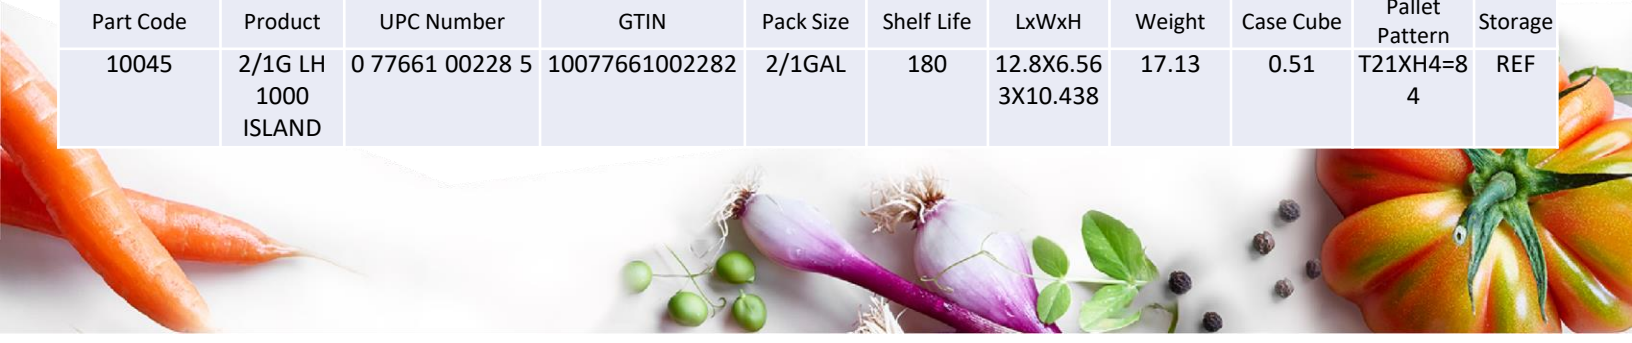 Part Code Product UPC Number GTIN Pack Size Shelf Life LxWxH Weight Case Cube Pallet Pattern Storage
10045 2/1G LH 0 77661 00228 5 10077661002282 2/1GAL 180 12.8X6.56 17.13 0.51 T21XH4=8 REF
1000 3X10.438 4
ISLAND